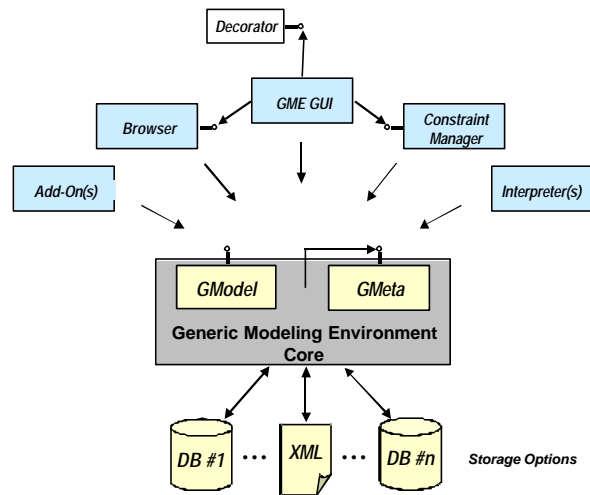 Decorator
GME GUI
Browser
Constraint
Manager
Add-On(s)
Interpreter(s)
GModel
GMeta
Generic Modeling Environment
Core
DB #1
...
XML
...
DB #n
Storage Options